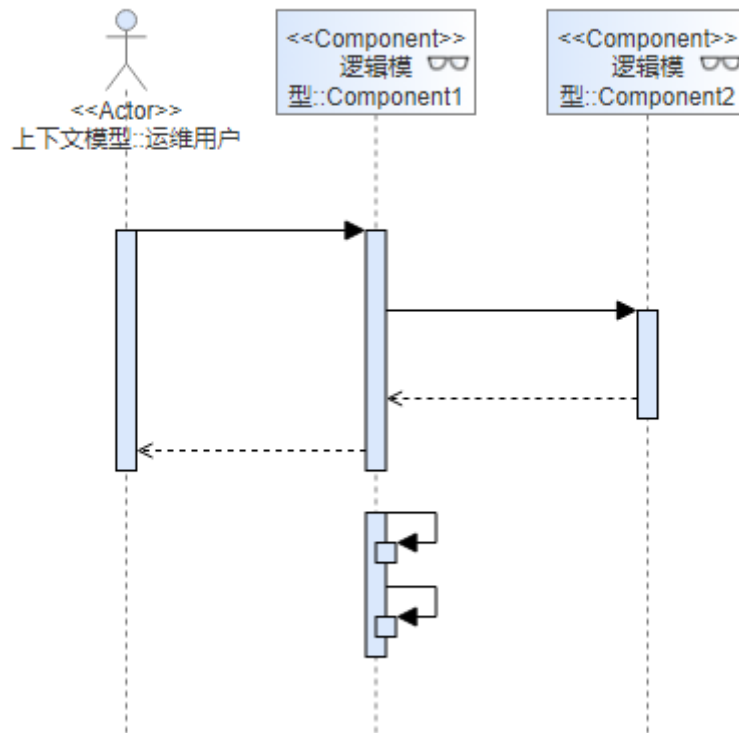 <<Actor>>
上下文模型::运维用户
<<Component>>
逻辑模
型::Component1
<<Component>>
逻辑模
型::Component2